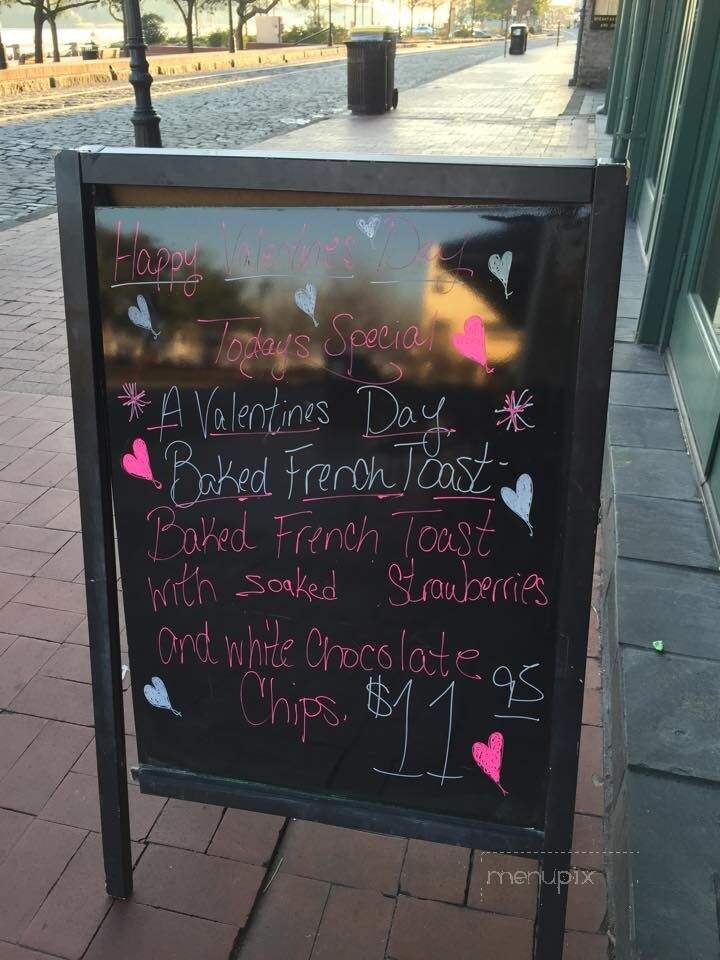 Happy Valentines Day
Todays Special
A Valentines Day
Baked French Toast-
Baked French Toast
with soaked Strawberries
and white Chocolate
Chips. $11 95
menupix